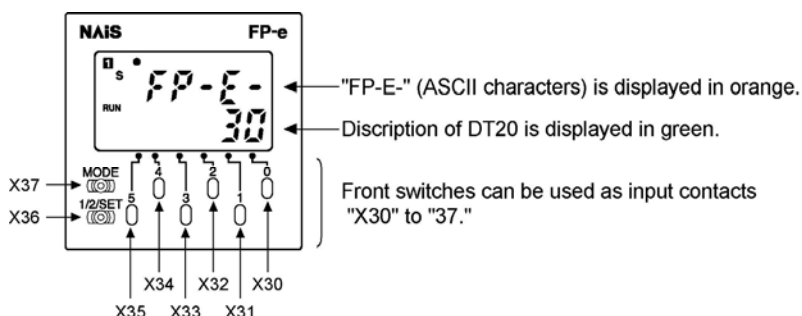 NAiS FP-e
1 S
FP-E-
"FP-E-" (ASCII characters) is displayed in orange.
RUN
30
Discription of DT20 is displayed in green.
X37
MODE
4 2 0
X36
1/2/SET
5 3 1
Front switches can be used as input contacts
"X30" to "37."
X34 X32 X30
X35 X33 X31